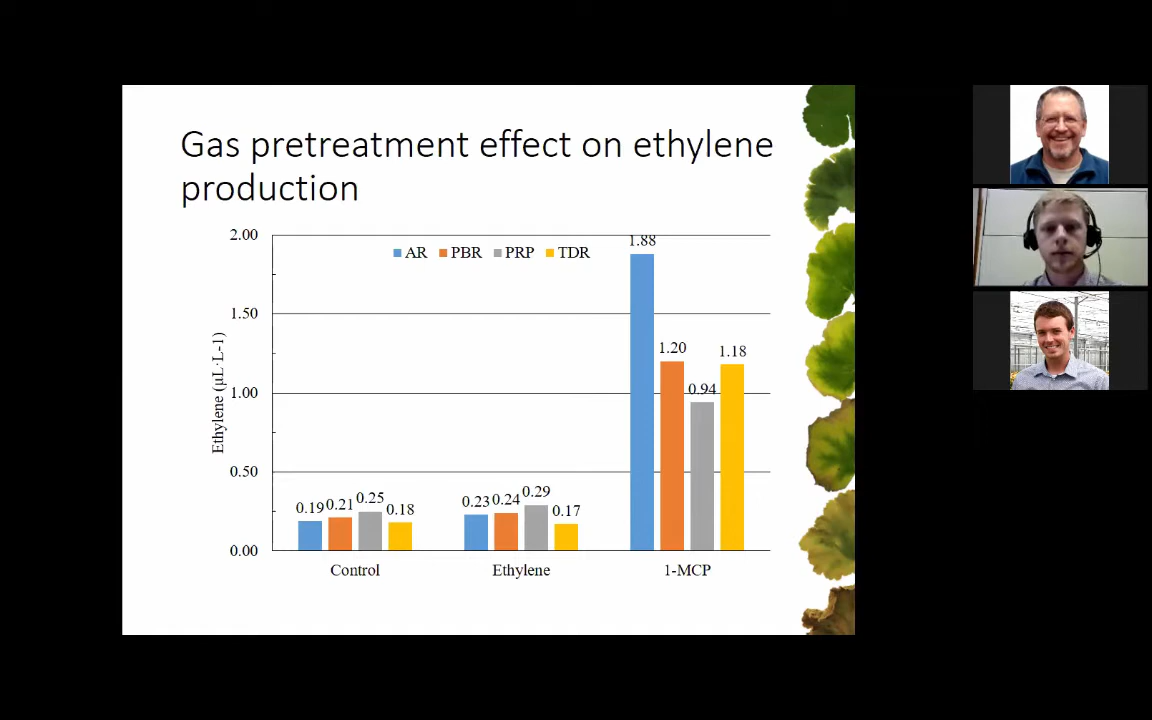 Gas pretreatment effect on ethylene
production
2.00
1.50
1.00
0.50
0.00
Ethylene (μL·L-1)
AR PBR PRP TDR
0.19 0.21 0.25 0.18
0.23 0.24 0.29 0.17
1.88 1.20 0.94 1.18
Control Ethylene 1-MCP